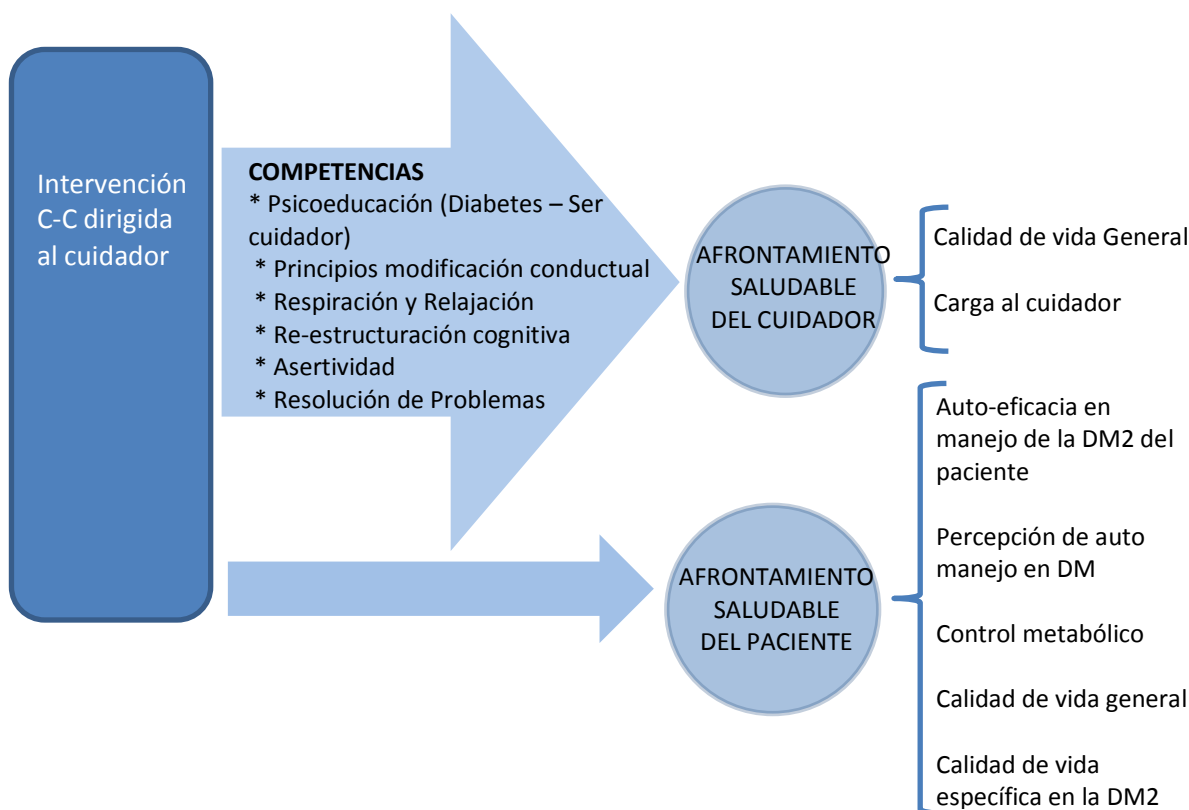 Intervención
C-C dirigida
al cuidador
COMPETENCIAS
* Psicoeducación (Diabetes – Ser
cuidador)
* Principios modificación conductual
* Respiración y Relajación
* Re-estructuración cognitiva
* Asertividad
* Resolución de Problemas
AFRONTAMIENTO
SALUDABLE
DEL CUIDADOR
Calidad de vida General
Carga al cuidador
AFRONTAMIENTO
SALUDABLE
DEL PACIENTE
Auto-eficacia en
manejo de la DM2 del
paciente
Percepción de auto
manejo en DM
Control metabólico
Calidad de vida general
Calidad de vida
específica en la DM2